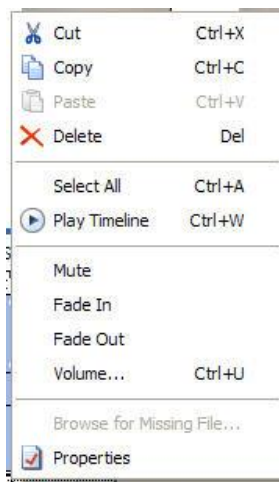 Cut Ctrl+X
Copy Ctrl+C
Paste Ctrl+V
Delete Del
Select All Ctrl+A
Play Timeline Ctrl+W
Mute
Fade In
Fade Out
Volume... Ctrl+U
Browse for Missing File...
Properties